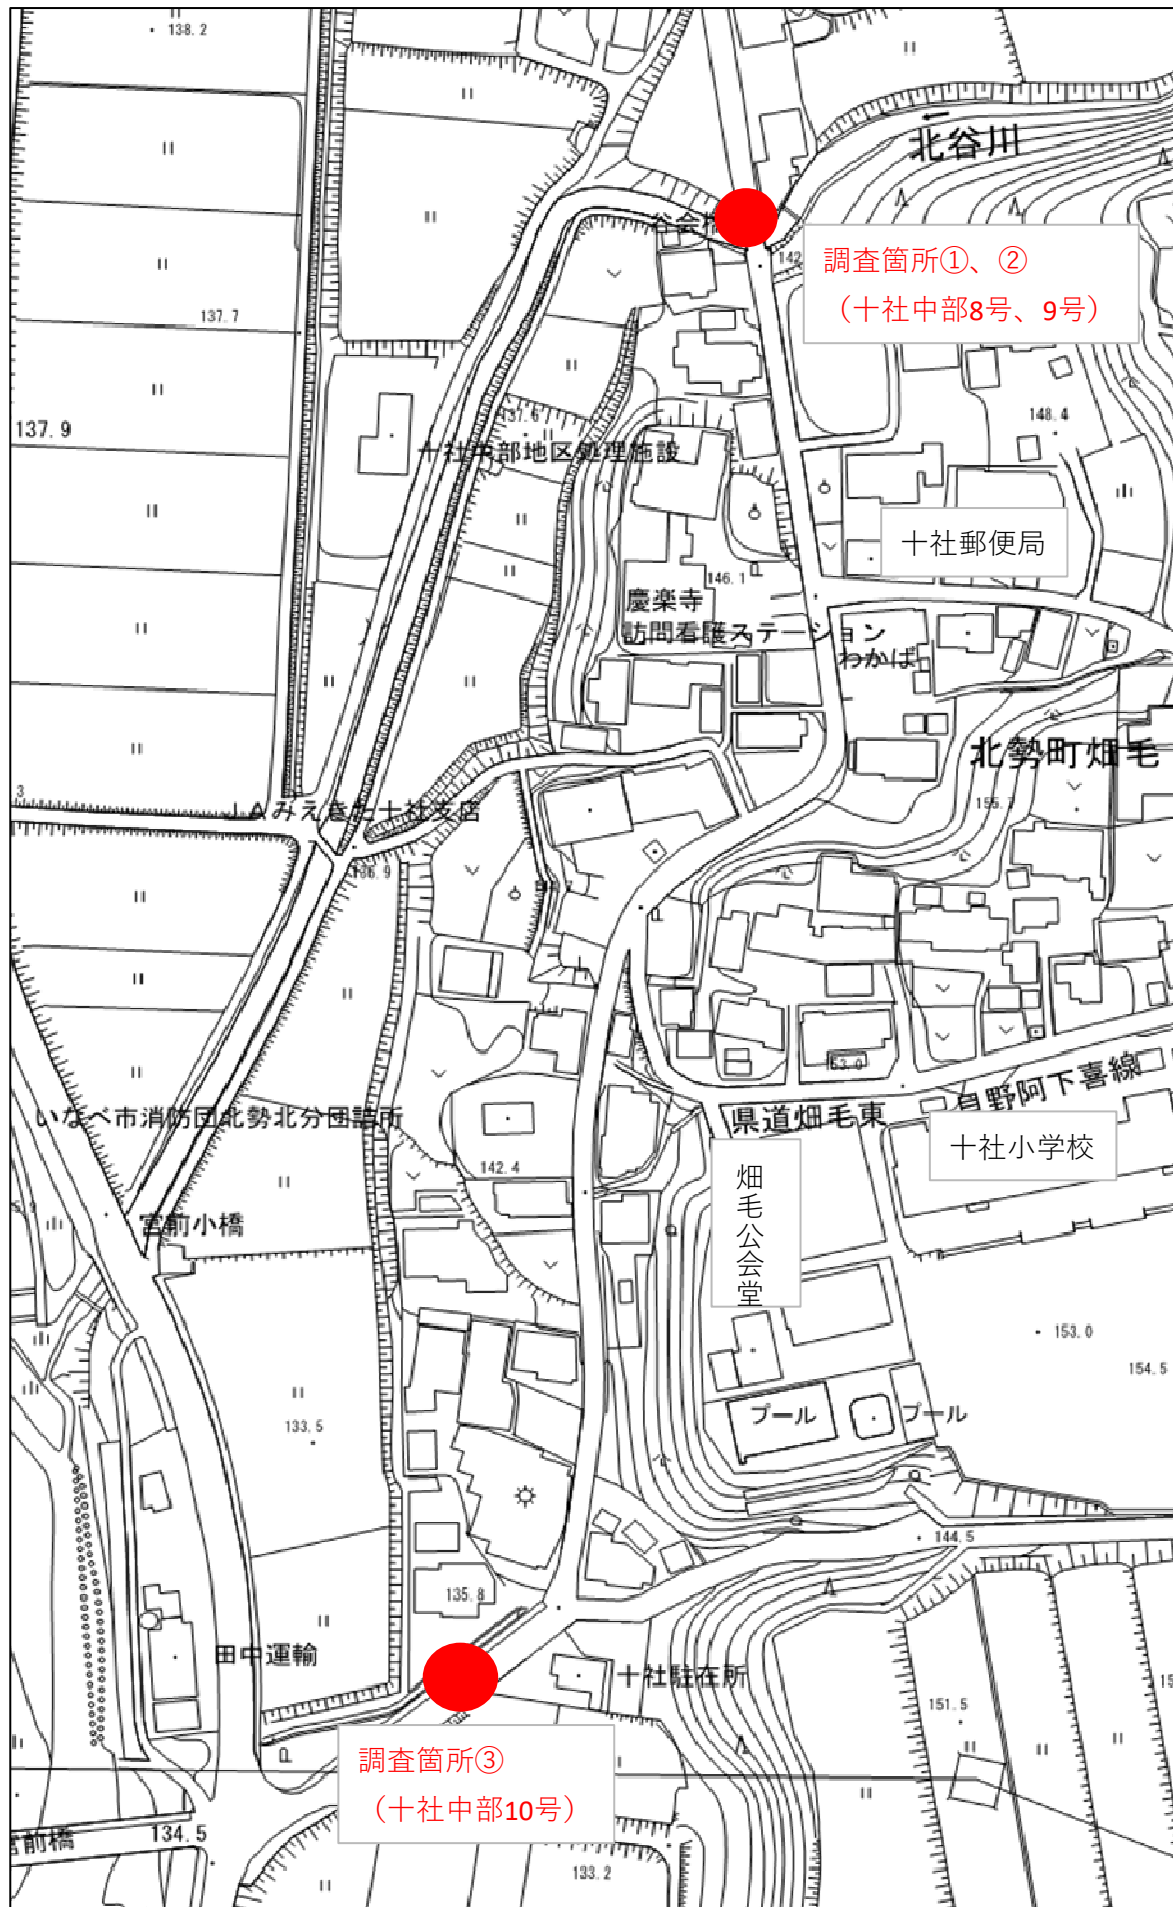 138.2
北谷川
142
調査箇所①、②
（十社中部8号、9号）
137.7
137.9
137.6
148.4
十社中部地区処理施設
十社郵便局
146.1
慶楽寺
訪問看護ステーション
わかば
北勢町畑毛
3
JAみえきた十社支店
136.9
153.0
いなべ市消防団北勢北分団詰所
県道畑毛東
十社小学校
142.4
畑毛公会堂
宮前小橋
153.0
154.5
プール
プール
133.5
144.5
135.8
田中運輸
十社駐在所
151.5
調査箇所③
（十社中部10号）
134.5
133.2